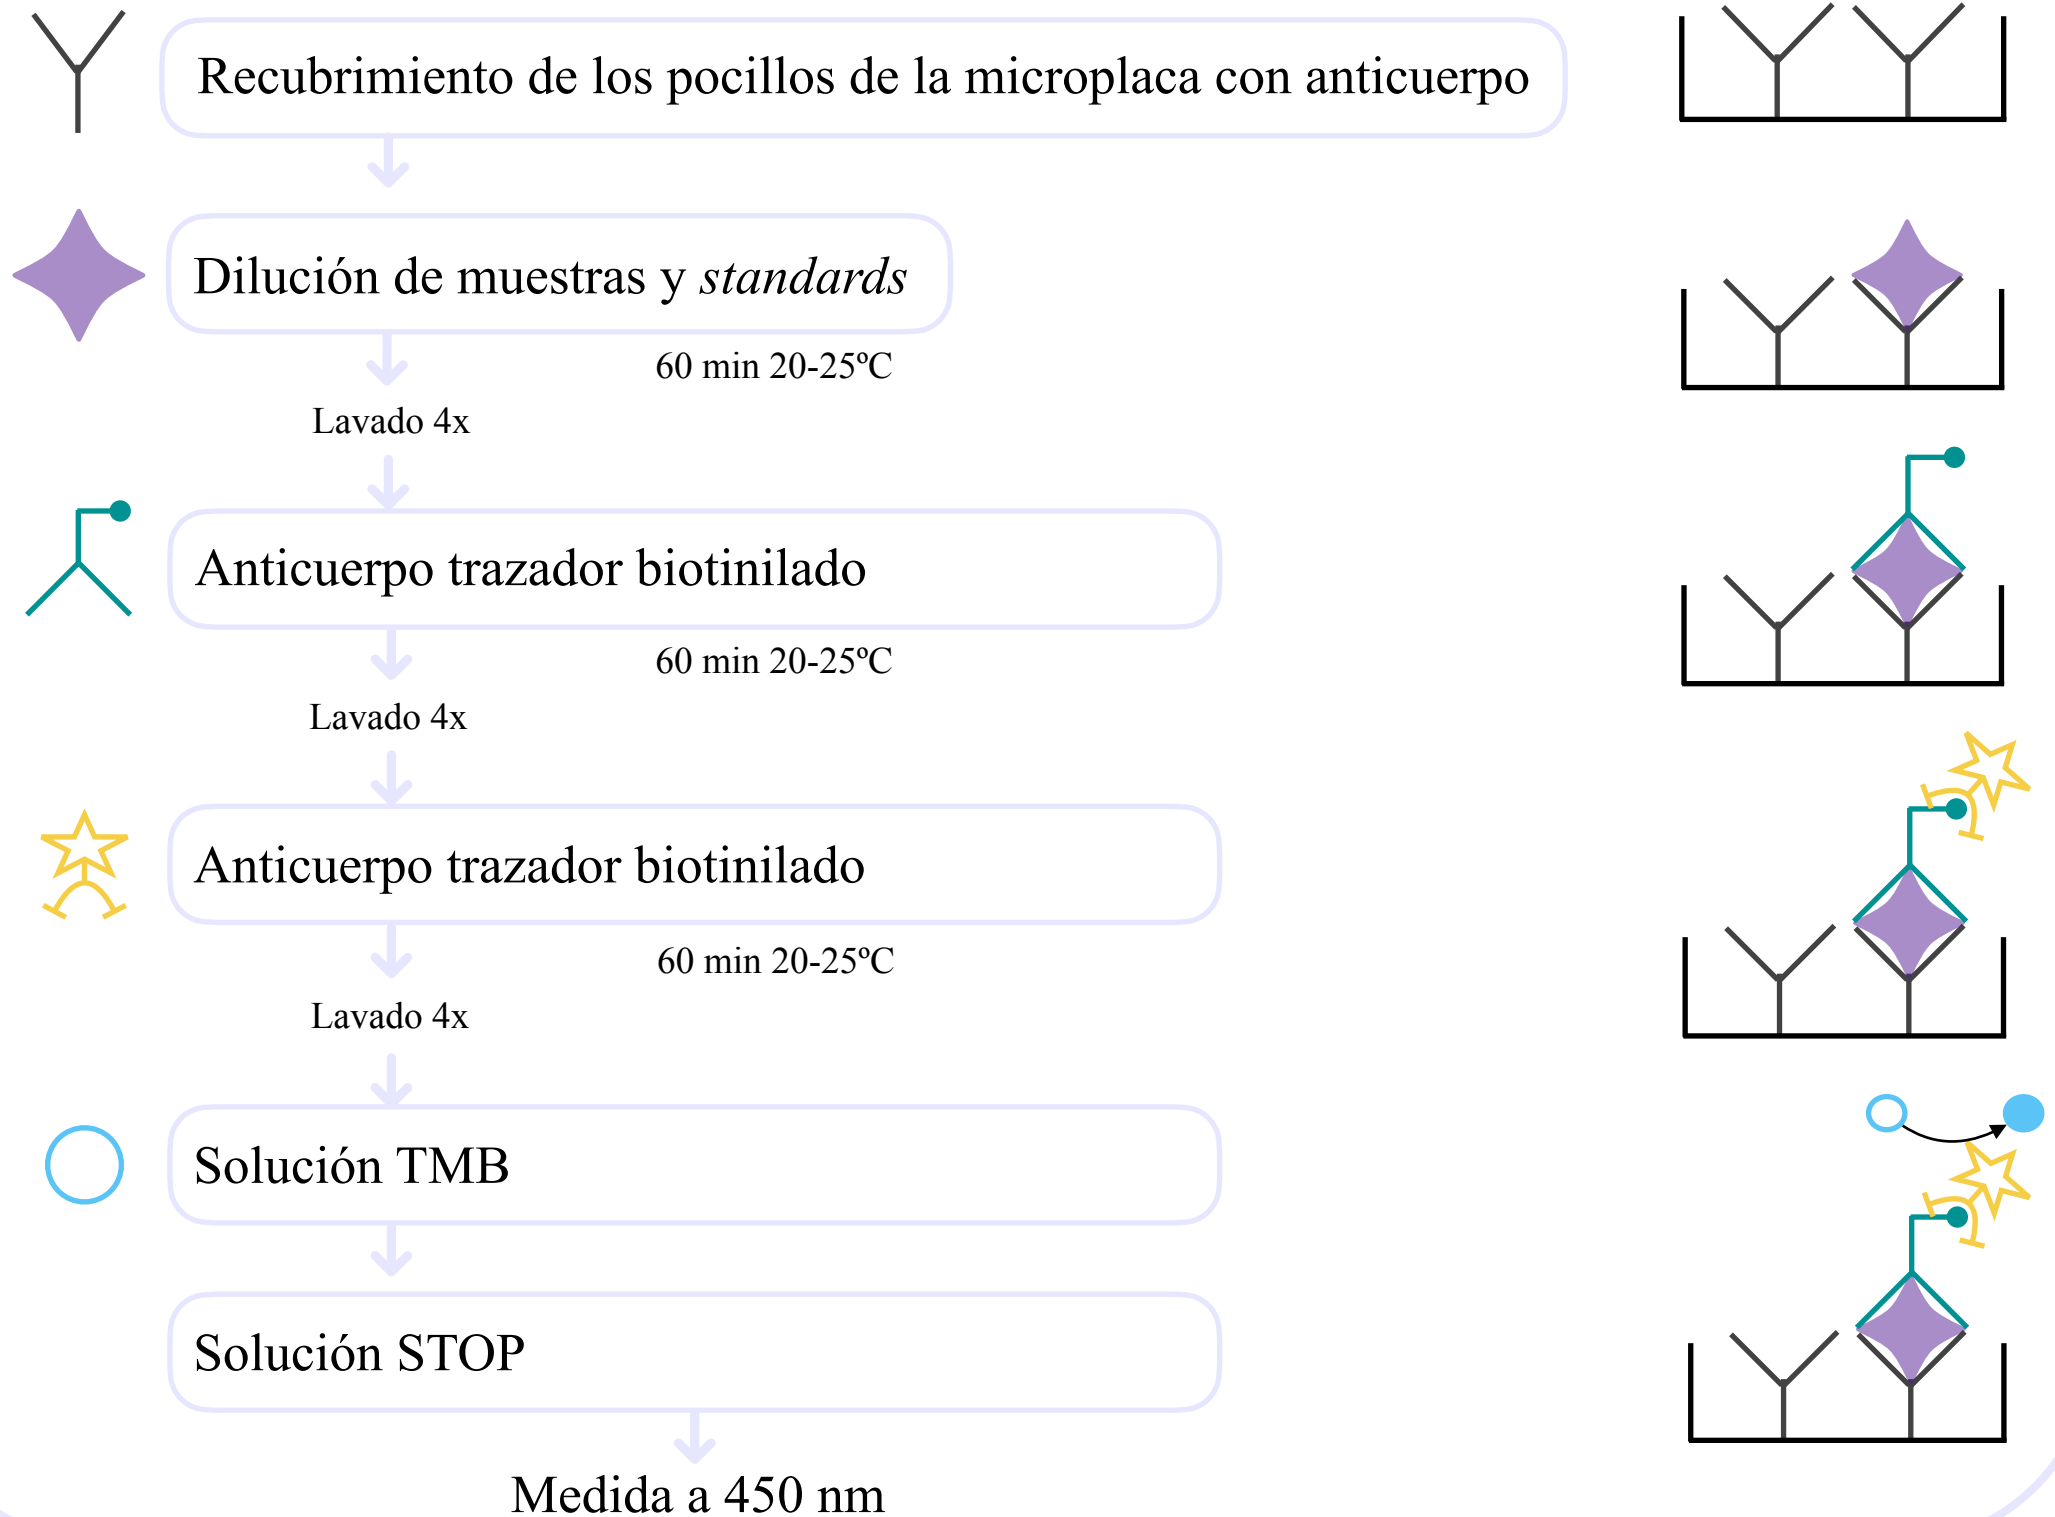 Recubrimiento de los pocillos de la microplaca con anticuerpo
Dilución de muestras y standards
60 min 20-25ºC
Lavado 4x
Anticuerpo trazador biotinilado
60 min 20-25ºC
Lavado 4x
Anticuerpo trazador biotinilado
60 min 20-25ºC
Lavado 4x
Solución TMB
Solución STOP
Medida a 450 nm